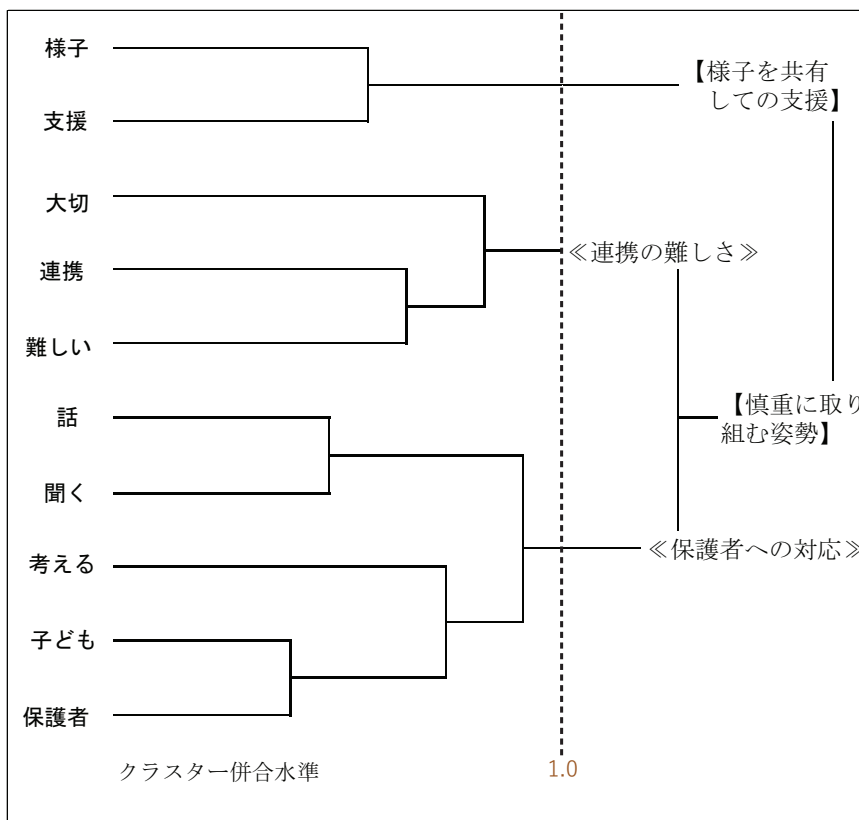 様子
【様子を共有
しての支援】
支援
大切
≪連携の難しさ≫
連携
難しい
話
【慎重に取り
組む姿勢】
聞く
≪保護者への対応≫
考える
子ども
保護者
クラスター併合水準
1.0